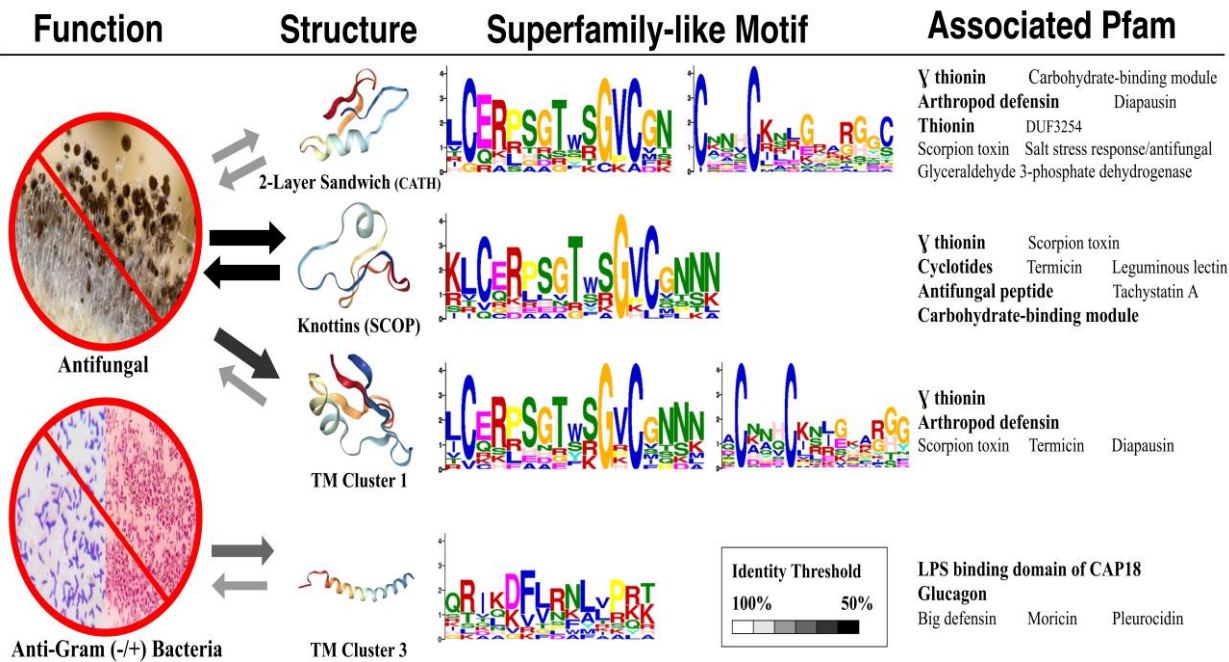 Function Structure Superfamily-like Motif Associated Pfam
Ɣ thionin Carbohydrate-binding module
Arthropod defensin Diapausin
Thionin DUF3254
Scorpion toxin Salt stress response/antifungal
Glyceraldehyde 3-phosphate dehydrogenase
LCERPSGTWSGVCGN
2-Layer Sandwich (CATH)
Ɣ thionin Scorpion toxin
Cyclotides Termicin Leguminous lectin
Antifungal peptide Tachystatin A
Carbohydrate-binding module
KLCERPSGTWSGVCGNNN
Knottins (SCOP)
Antifungal
Ɣ thionin
Arthropod defensin
Scorpion toxin Termicin Diapausin
LCERPSGTWSGVCGNNN
TM Cluster 1
Identity Threshold
100% 50%
LPS binding domain of CAP18
Glucagon
Big defensin Moricin Pleurocidin
QRIKDFLRNLVPRT
TM Cluster 3
Anti-Gram (-/+) Bacteria